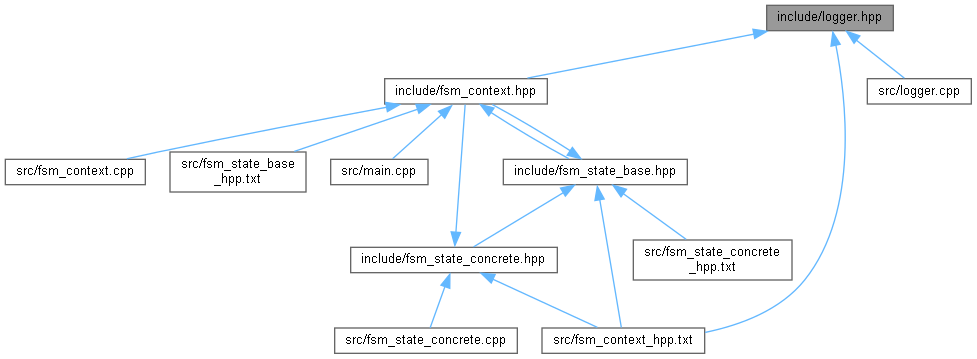 include/logger.hpp
include/fsm_context.hpp
src/logger.cpp
src/fsm_context.cpp
src/fsm_state_base
_hpp.txt
src/main.cpp
include/fsm_state_base.hpp
include/fsm_state_concrete.hpp
src/fsm_state_concrete
_hpp.txt
src/fsm_state_concrete.cpp
src/fsm_context_hpp.txt